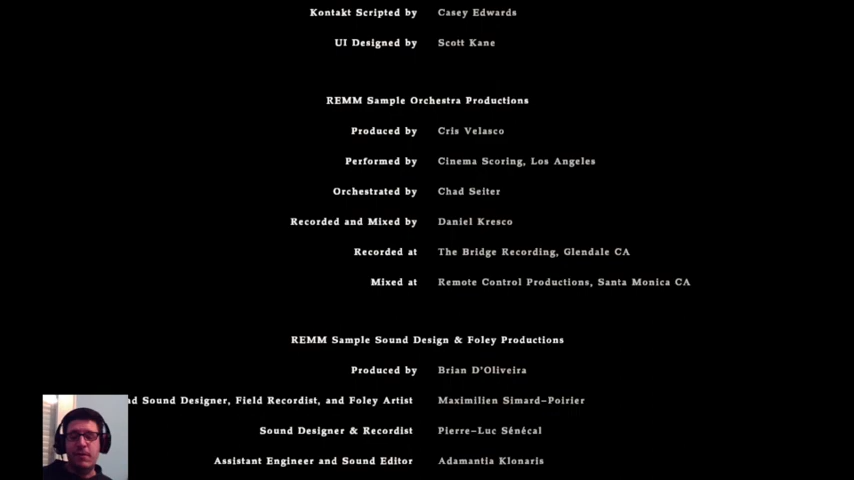 Kontakt Scripted by Casey Edwards
UI Designed by Scott Kane
REMM Sample Orchestra Productions
Produced by Cris Velasco
Performed by Cinema Scoring, Los Angeles
Orchestrated by Chad Seiter
Recorded and Mixed by Daniel Kresco
Recorded at The Bridge Recording, Glendale CA
Mixed at Remote Control Productions, Santa Monica CA
REMM Sample Sound Design & Foley Productions
Produced by Brian D'Oliveira
Sound Designer, Field Recordist, and Foley Artist Maximilien Simard-Poirier
Sound Designer & Recordist Pierre-Luc Sénécal
Assistant Engineer and Sound Editor Adamantia Klonaris